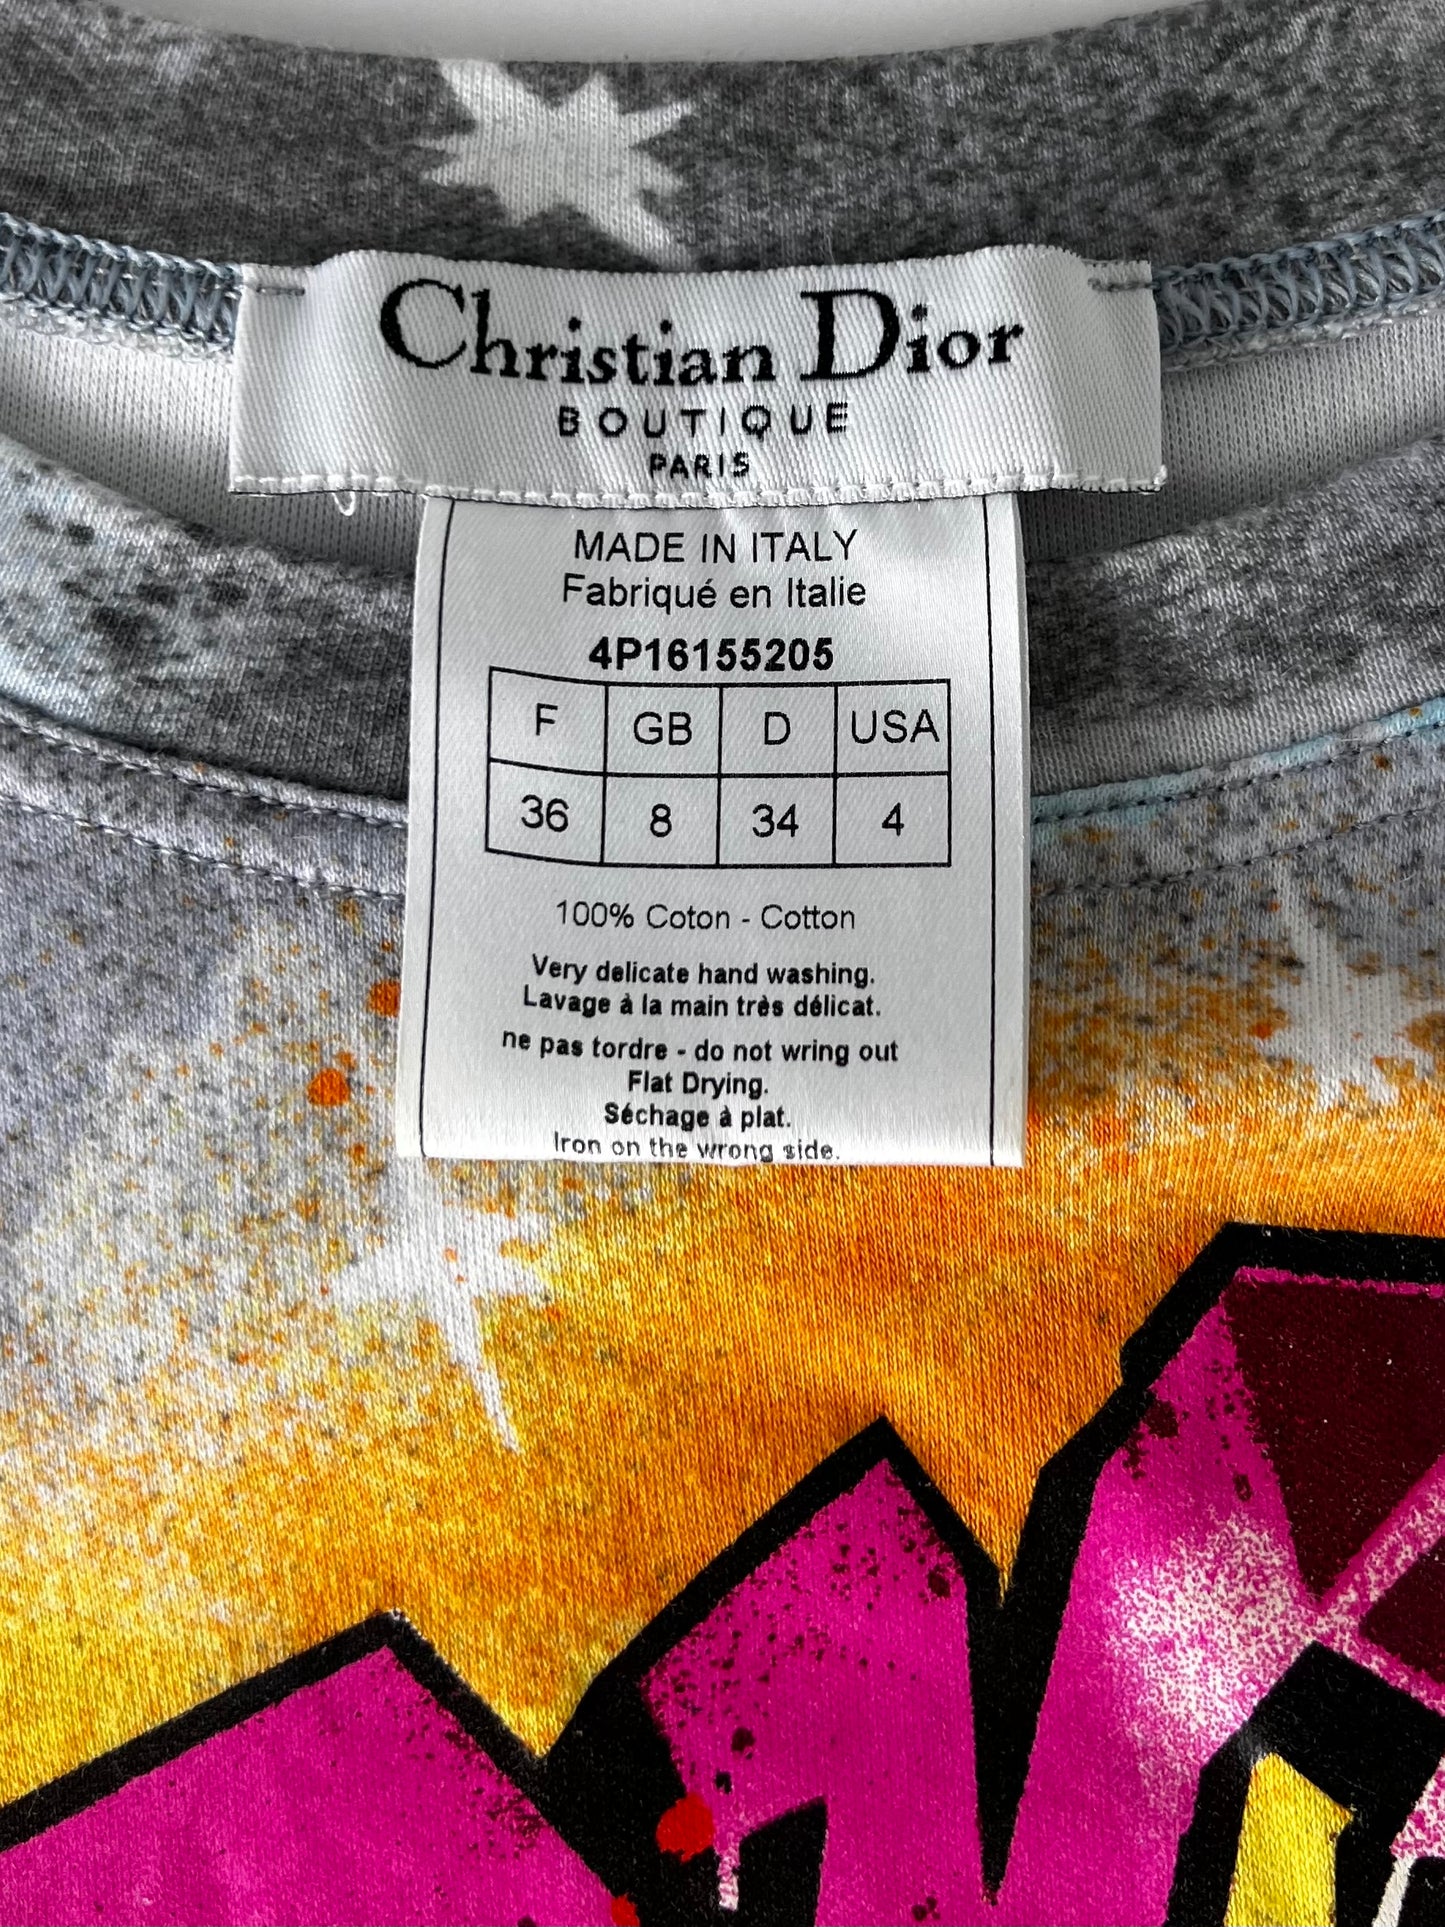 Christian Dior
BOUTIQUE
PARIS
MADE IN ITALY
Fabriqué en Italie
4P16155205
F GB D USA
36 8 34 4
100% Coton - Cotton
Very delicate hand washing.
Lavage à la main très délicat.
ne pas tordre - do not wring out
Flat Drying.
Séchage à plat.
Iron on the wrong side.